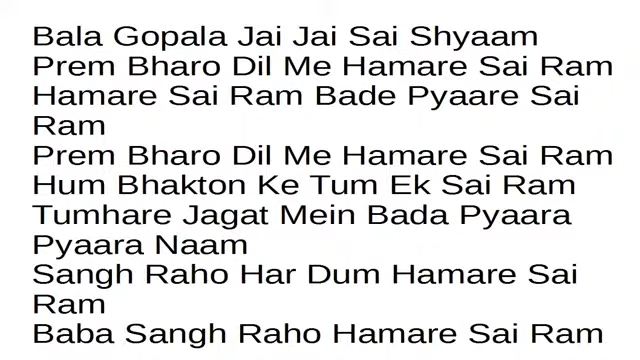 Bala Gopala Jai Jai Sai Shyaam
Prem Bharo Dil Me Hamare Sai Ram
Hamare Sai Ram Bade Pyaare Sai
Ram
Prem Bharo Dil Me Hamare Sai Ram
Hum Bhakton Ke Tum Ek Sai Ram
Tumhare Jagat Mein Bada Pyaara
Pyaara Naam
Sangh Raho Har Dum Hamare Sai
Ram
Baba Sangh Raho Hamare Sai Ram